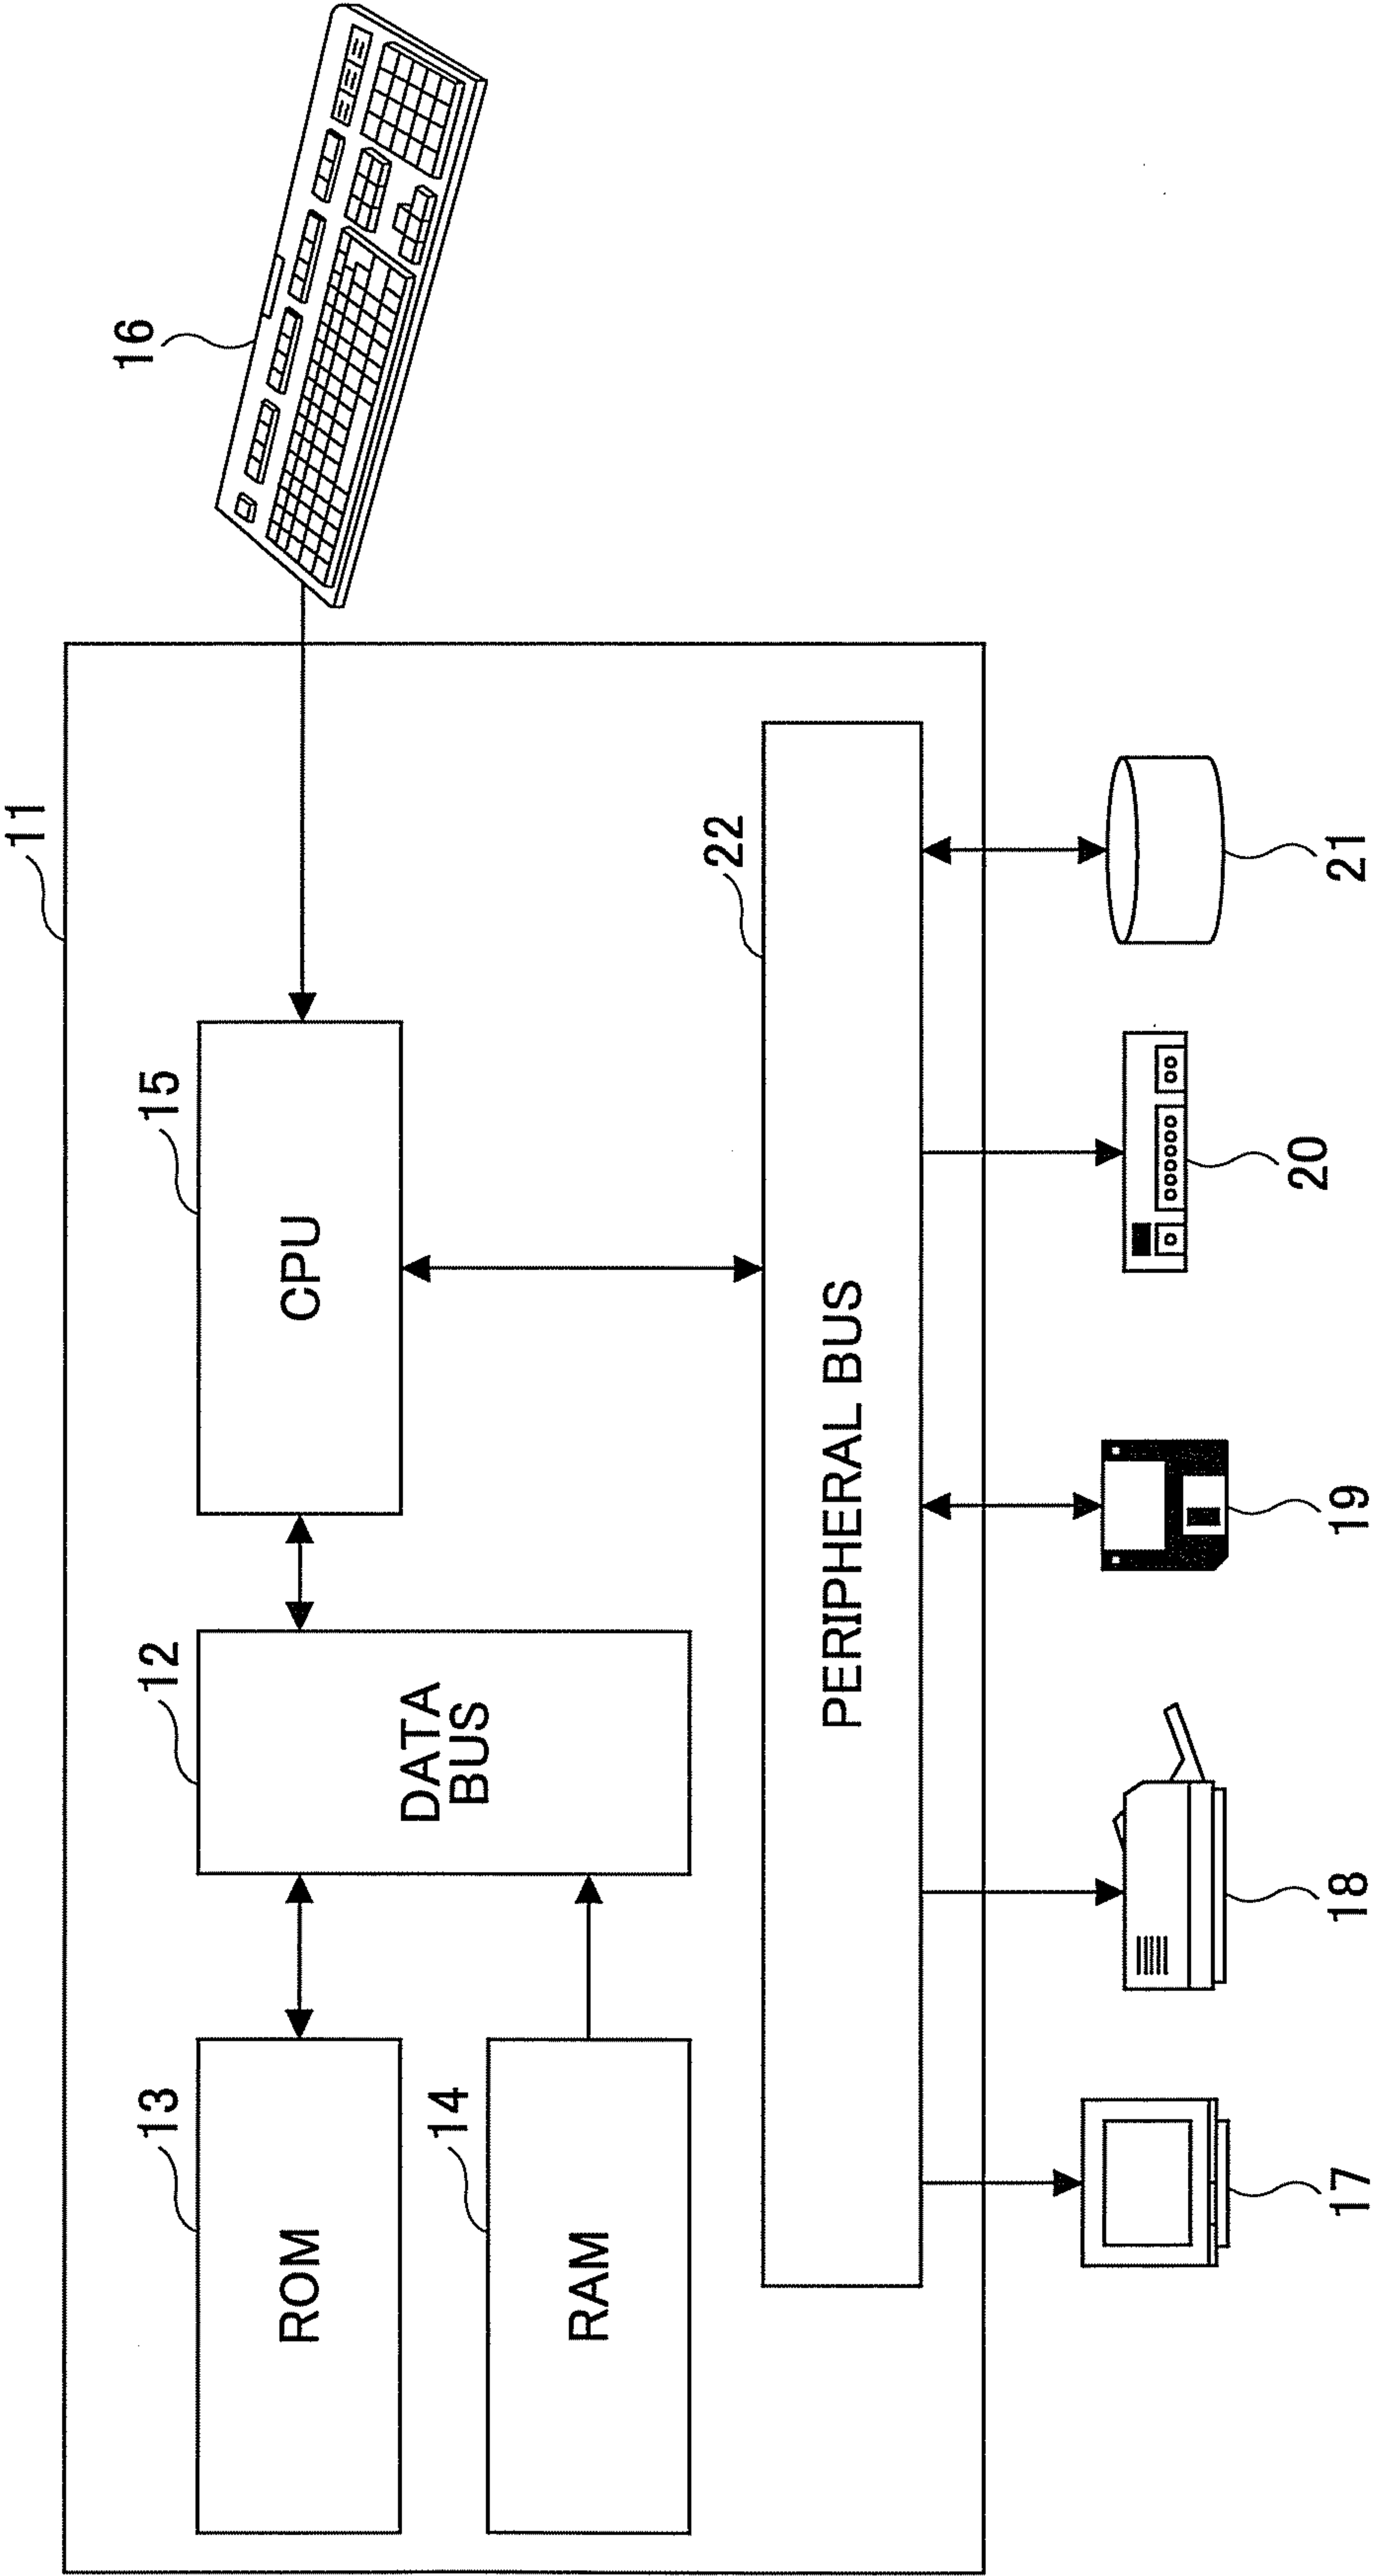 11
16
13
12
15
ROM
CPU
DATA
BUS
14
RAM
22
PERIPHERAL BUS
17
18
19
20
21